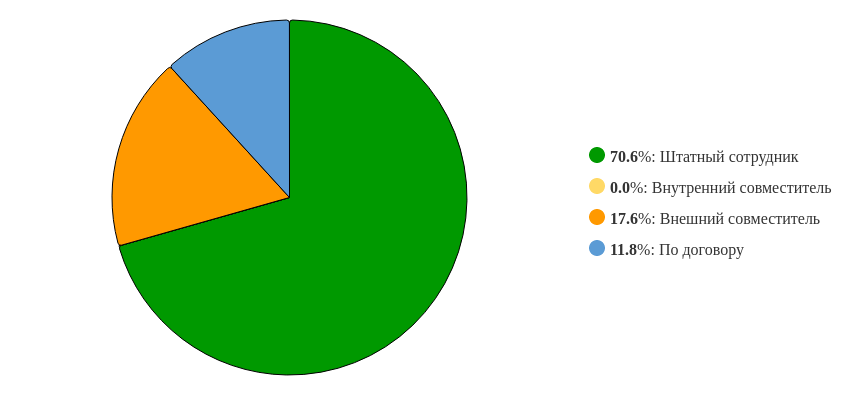 70.6%: Штатный сотрудник
0.0%: Внутренний совместитель
17.6%: Внешний совместитель
11.8%: По договору